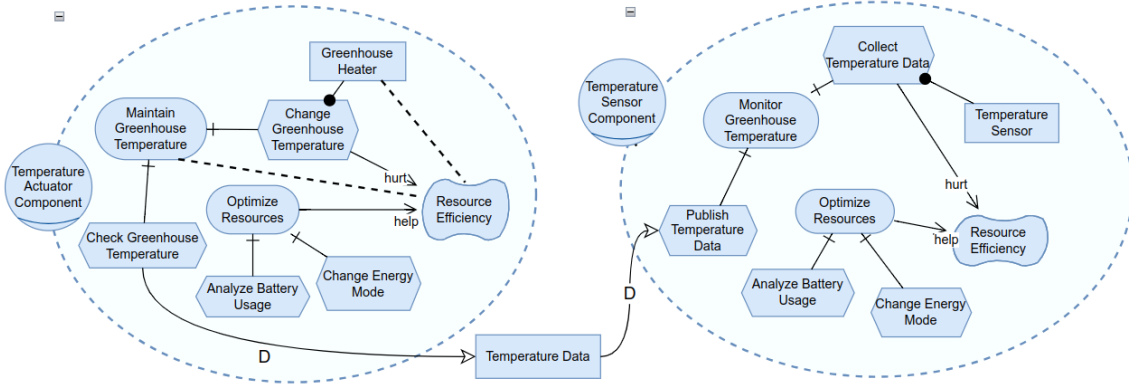 Greenhouse
Heater
Maintain
Greenhouse
Temperature
Change
Greenhouse
Temperature
Temperature
Actuator
Component
hurt
Optimize
Resources
help
Resource
Efficiency
Check Greenhouse
Temperature
Analyze Battery
Usage
Change Energy
Mode
D
Temperature Data
D
Collect
Temperature Data
Temperature
Sensor
Component
Monitor
Greenhouse
Temperature
Temperature
Sensor
hurt
Publish
Temperature
Data
Optimize
Resources
help
Resource
Efficiency
Analyze Battery
Usage
Change Energy
Mode